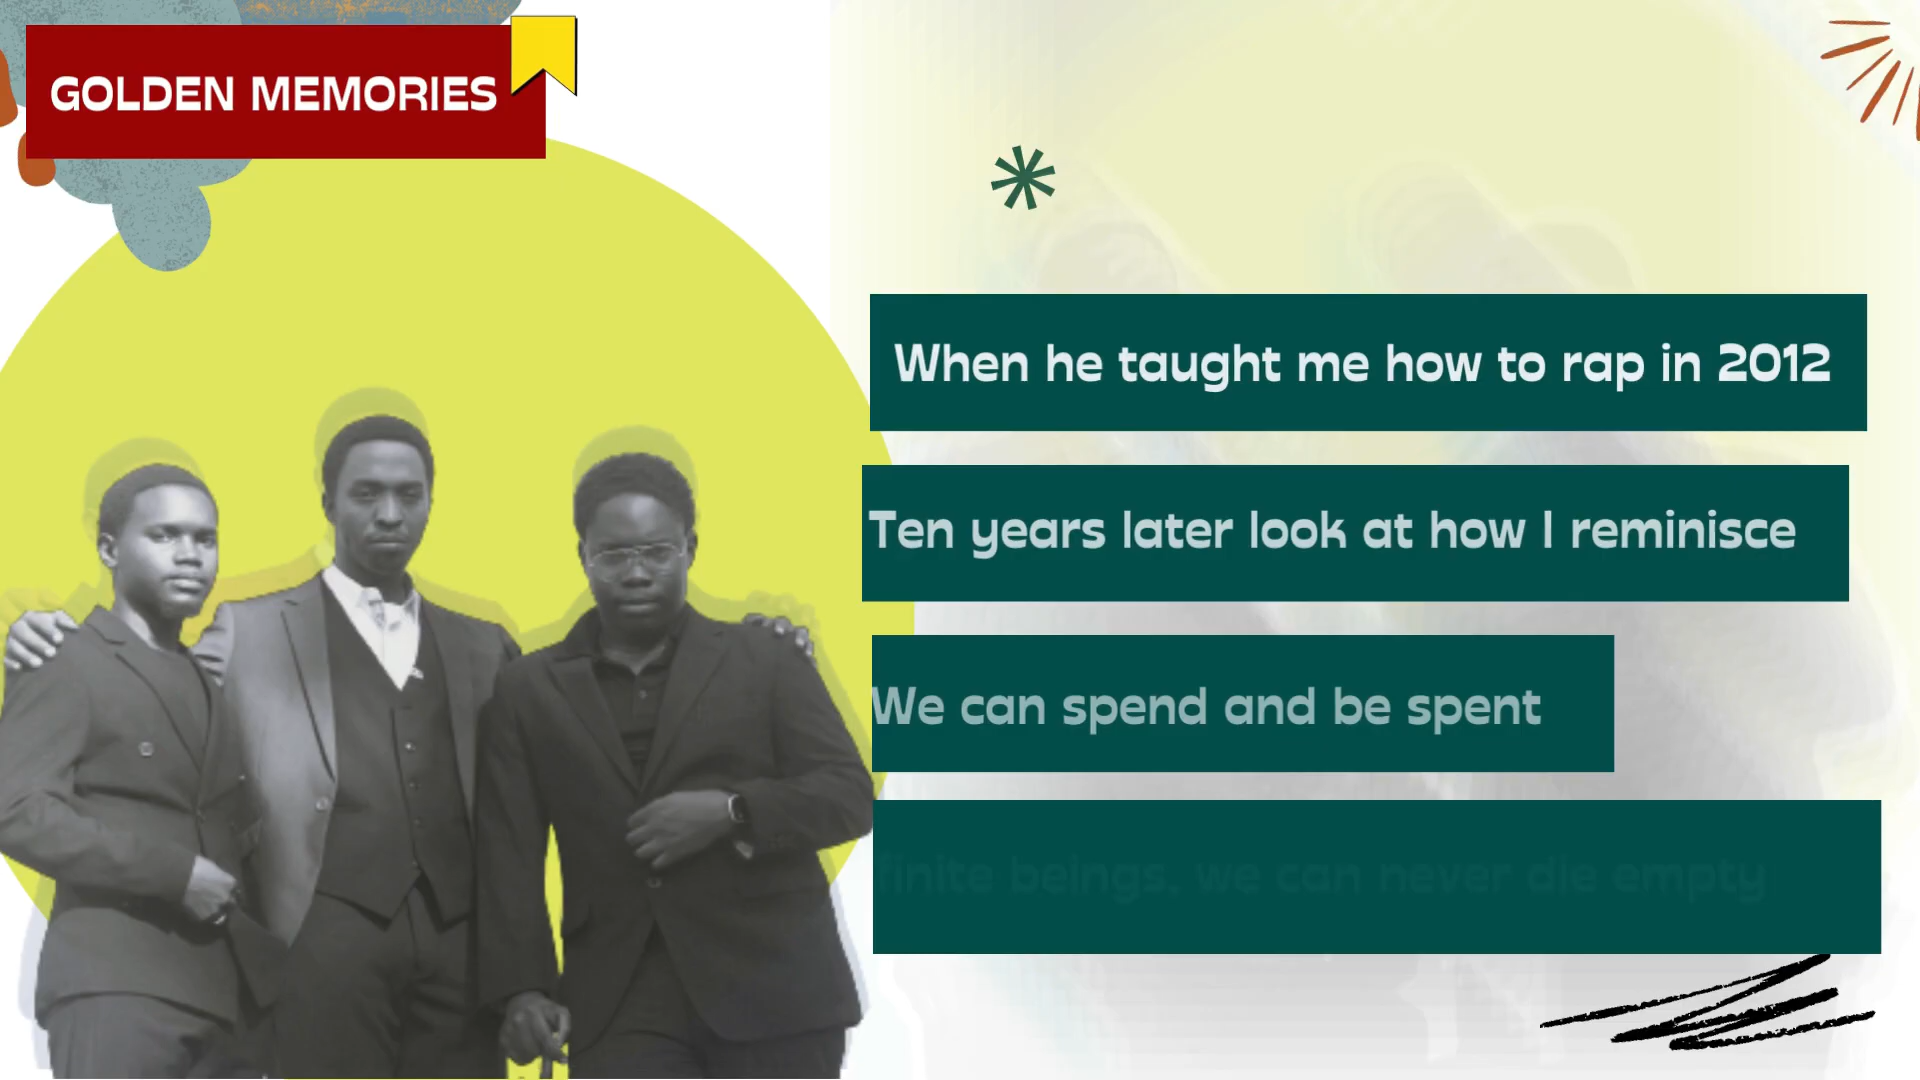 GOLDEN MEMORIES
When he taught me how to rap in 2012
Ten years later look at how I reminisce
We can spend and be spent
finite beings, we can never die empty